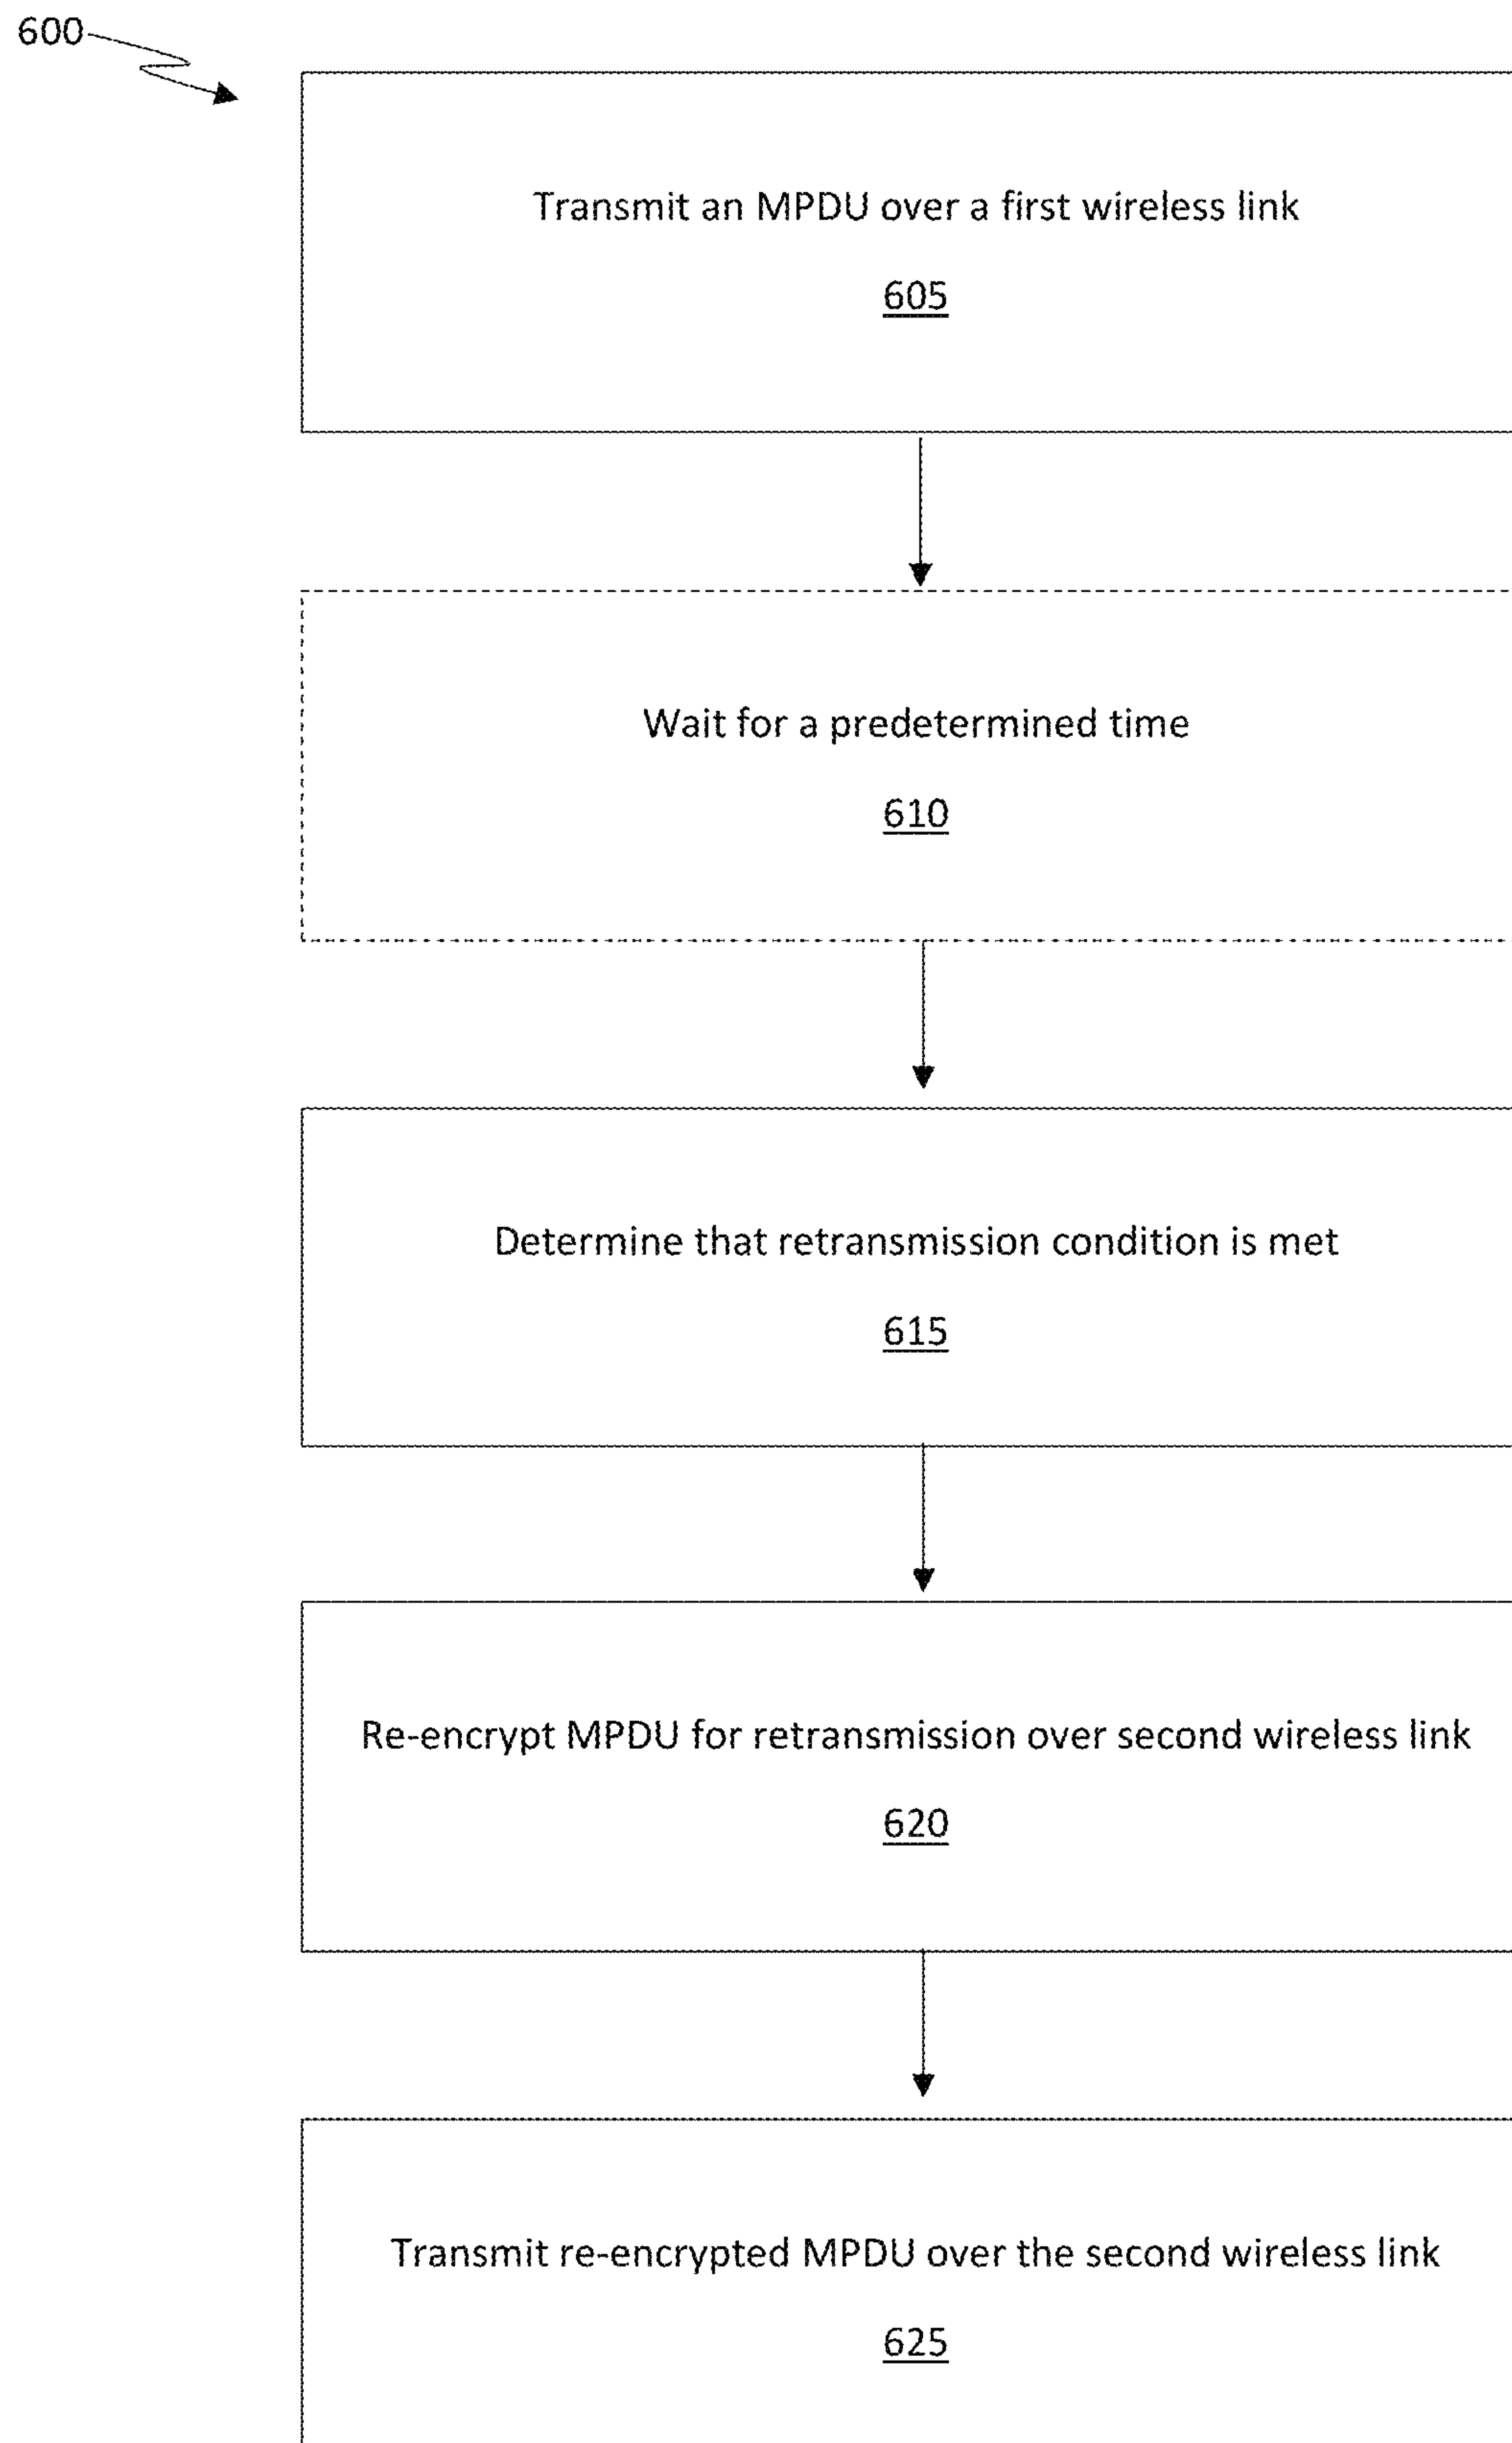 600
Transmit an MPDU over a first wireless link
605
Wait for a predetermined time
610
Determine that retransmission condition is met
615
Re-encrypt MPDU for retransmission over second wireless link
620
Transmit re-encrypted MPDU over the second wireless link
625